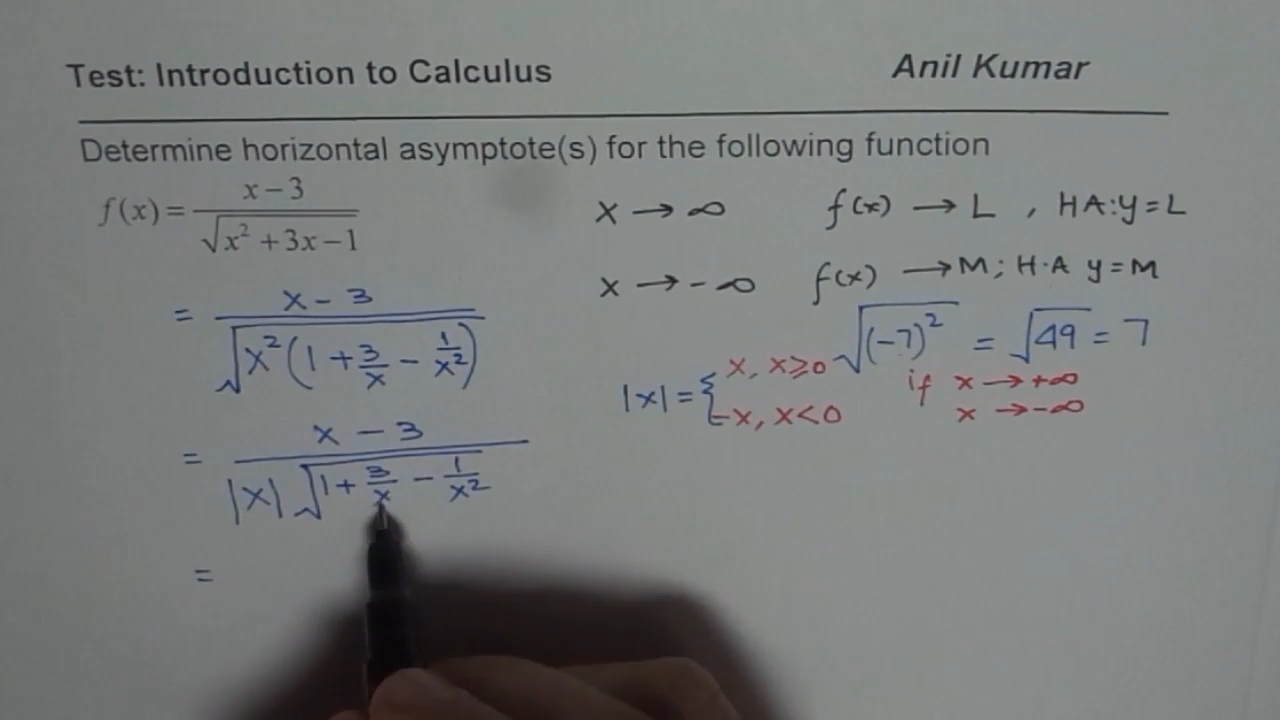 Test: Introduction to Calculus Anil Kumar
Determine horizontal asymptote(s) for the following function
f(x) = (x-3)/√(x² + 3x - 1)
x → ∞ f(x) → L , HA: y = L
x → -∞ f(x) → M ; H.A y = M
= (x - 3)/√(x²(1 + 3/x - 1/x²))
√((-7)²) = √49 = 7
|x| = { x, x ≥ 0 if x → +∞
-x, x < 0 x → -∞
= (x - 3)/(|x| √(1 + 3/x - 1/x²))
=